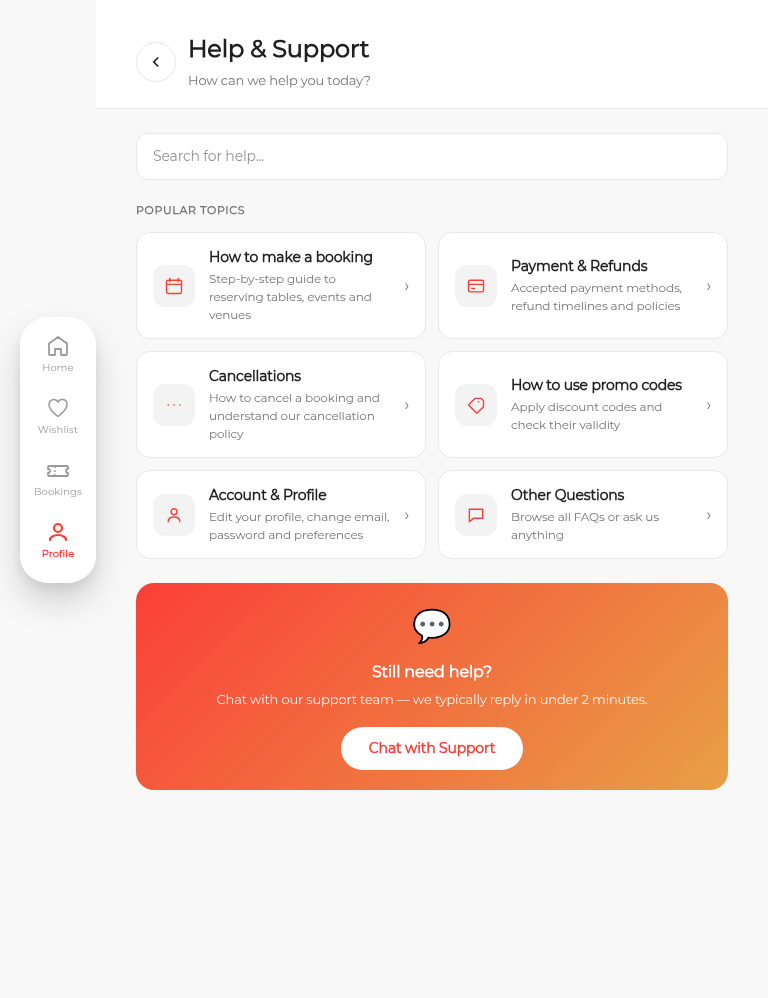 Help & Support
How can we help you today?
Search for help...
POPULAR TOPICS
How to make a booking
Step-by-step guide to
reserving tables, events and
venues
Payment & Refunds
Accepted payment methods,
refund timelines and policies
Cancellations
How to cancel a booking and
understand our cancellation
policy
How to use promo codes
Apply discount codes and
check their validity
Account & Profile
Edit your profile, change email,
password and preferences
Other Questions
Browse all FAQs or ask us
anything
Still need help?
Chat with our support team — we typically reply in under 2 minutes.
Chat with Support
Home
Wishlist
Bookings
Profile